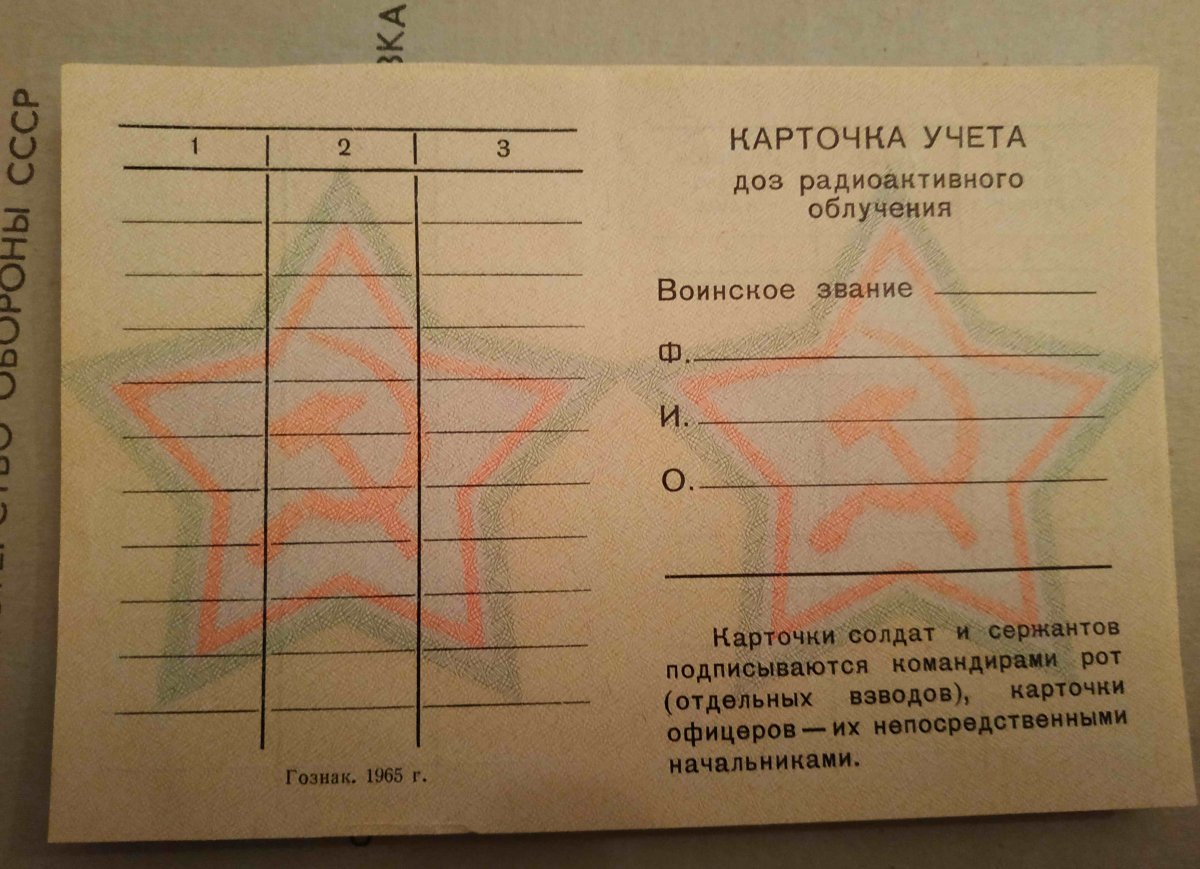 МИНИСТЕРСТВО ОБОРОНЫ СССР
1 2 3
Гознак. 1965 г.
КАРТОЧКА УЧЕТА
доз радиоактивного
облучения
Воинское звание
Ф.
И.
О.
Карточки солдат и сержантов
подписываются командирами рот
(отдельных взводов), карточки
офицеров — их непосредственными
начальниками.